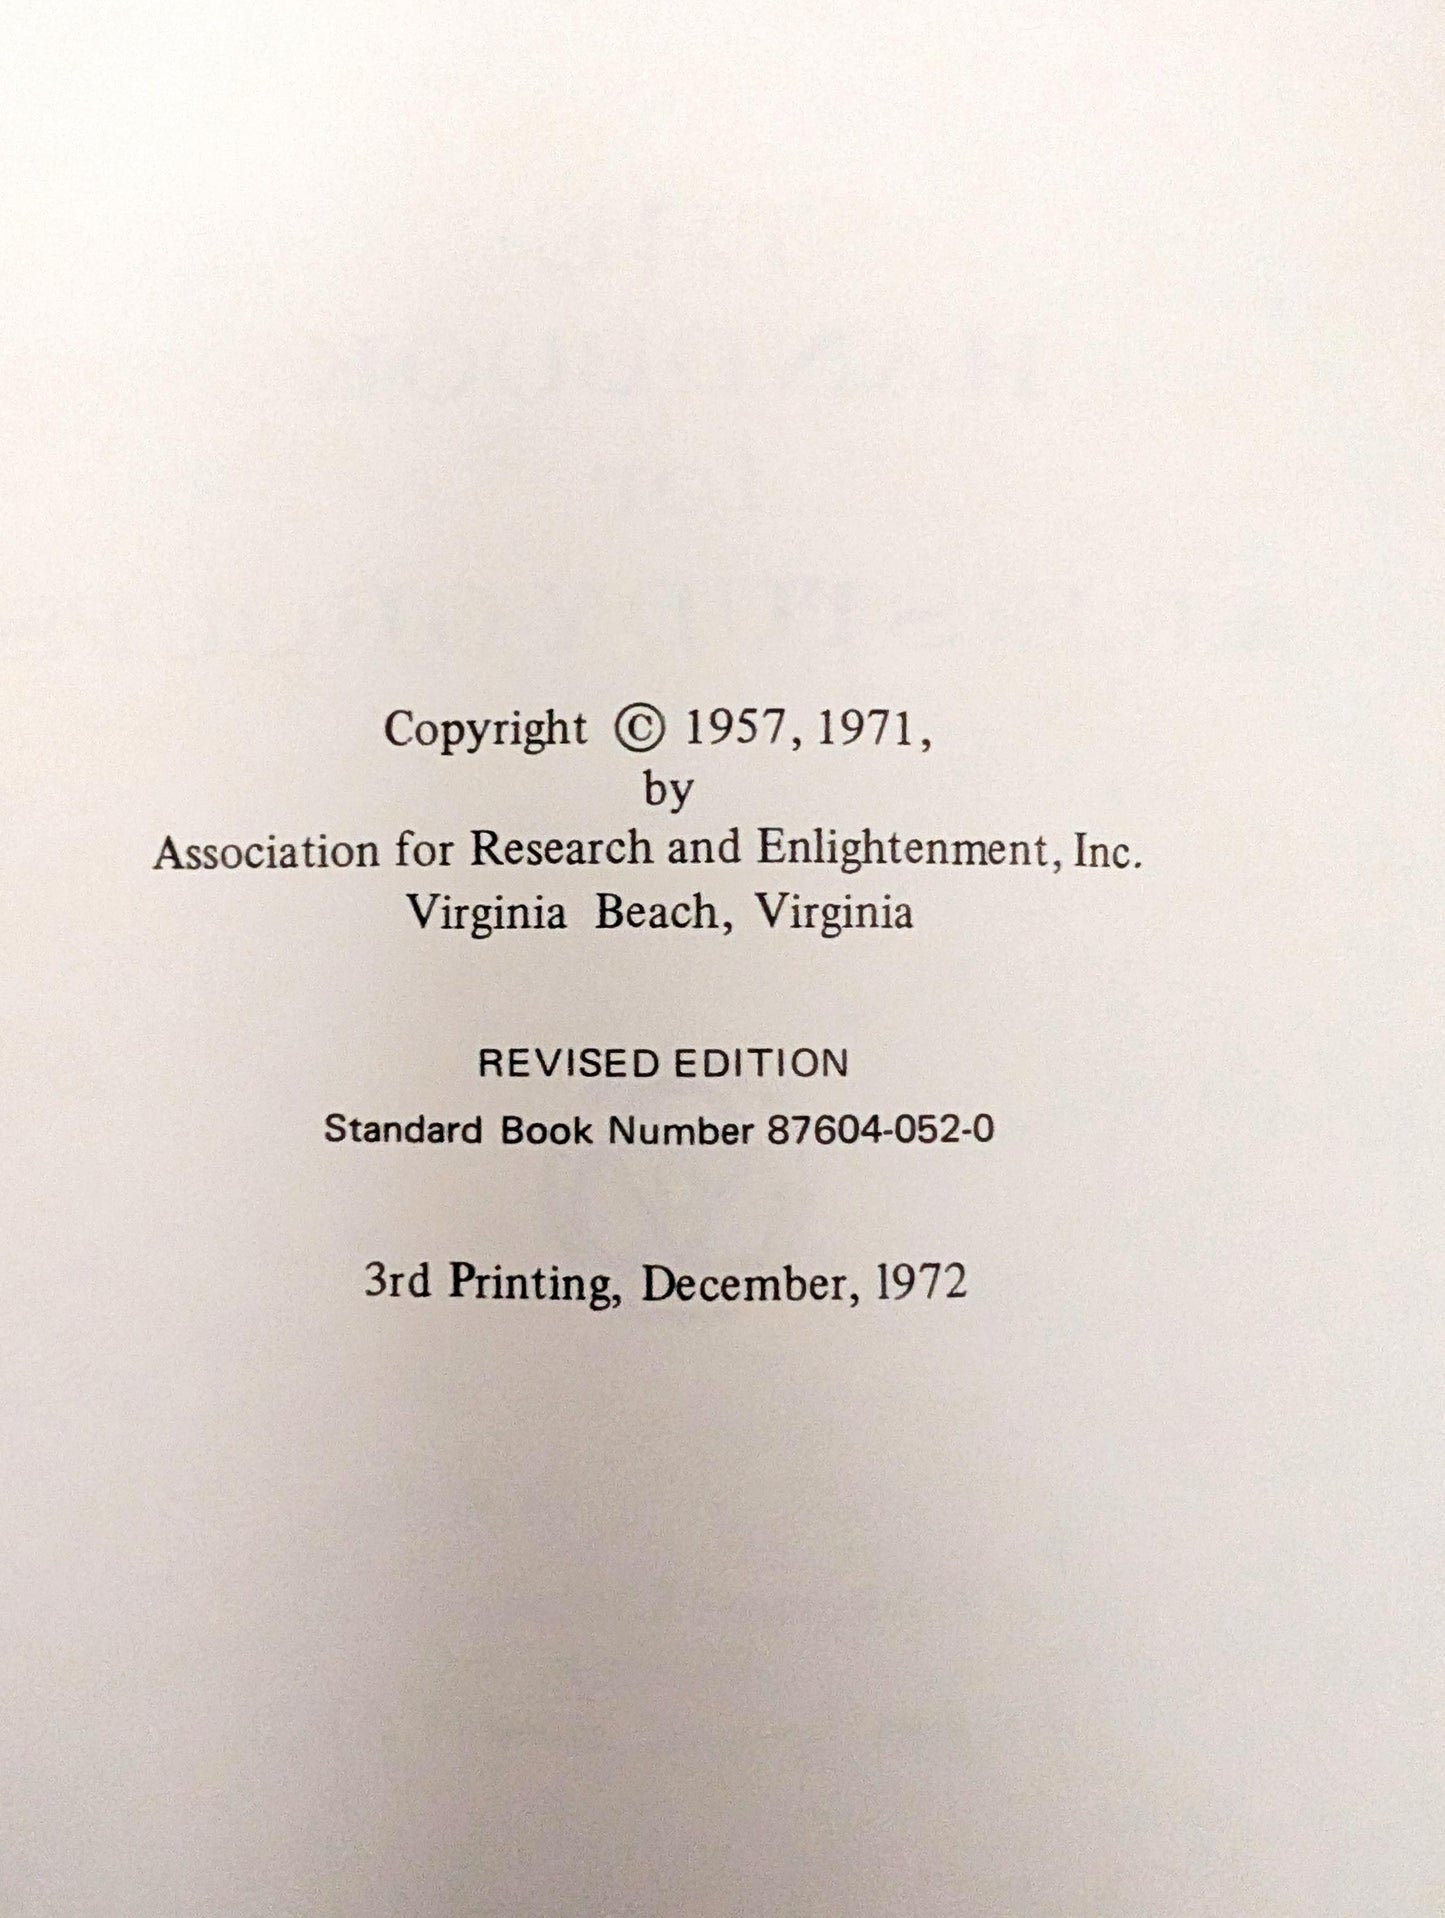 Copyright © 1957, 1971,
by
Association for Research and Enlightenment, Inc.
Virginia Beach, Virginia
REVISED EDITION
Standard Book Number 87604-052-0
3rd Printing, December, 1972